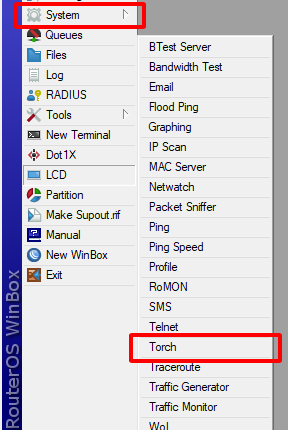 System
Queues
Files
Log
RADIUS
Tools
New Terminal
Dot1X
LCD
Partition
Make Supout.rif
Manual
New WinBox
Exit
BTest Server
Bandwidth Test
Email
Flood Ping
Graphing
IP Scan
MAC Server
Netwatch
Packet Sniffer
Ping
Ping Speed
Profile
RoMON
SMS
Telnet
Torch
Traceroute
Traffic Generator
Traffic Monitor
WoL
RouterOS WinBox